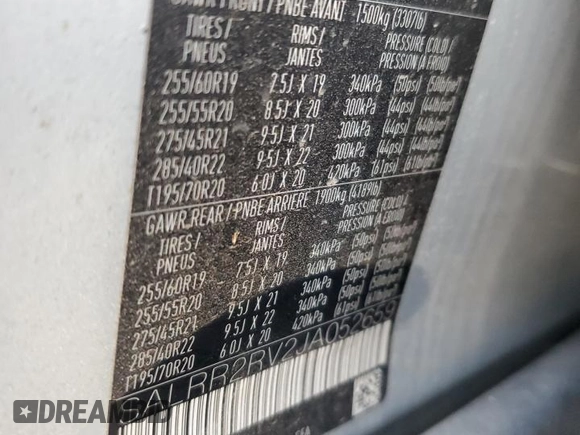 GAWR FRONT / PNBE AVANT 1500kg (3307lb)
TIRES / PNEUS RIMS / JANTES PRESSURE (COLD) / PRESSION (A FROID)
255/60R19 7.5J X 19 340kPa (50psi)
255/55R20 8.5J X 20 300kPa (44psi)
275/45R21 9.5J X 21 300kPa (44psi)
285/40R22 9.5J X 22 300kPa (44psi)
T195/70R20 6.0J X 20 420kPa (61psi)
GAWR REAR / PNBE ARRIERE 1900kg (4189lb)
TIRES / PNEUS RIMS / JANTES PRESSURE (COLD) / PRESSION (A FROID)
255/60R19 7.5J X 19 340kPa (50psi)
255/55R20 8.5J X 20 340kPa (50psi)
275/45R21 9.5J X 21 340kPa (50psi)
285/40R22 9.5J X 22 340kPa (50psi)
T195/70R20 6.0J X 20 420kPa (61psi)
SALRR2RV2JA052659
DREAMS